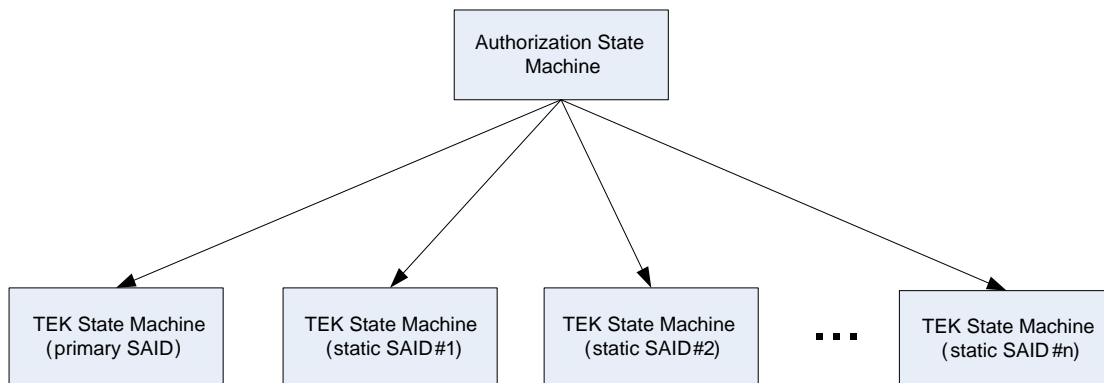 Authorization State
Machine
TEK State Machine
(primary SAID)
TEK State Machine
(static SAID#1)
TEK State Machine
(static SAID#2)
...
TEK State Machine
(static SAID#n)